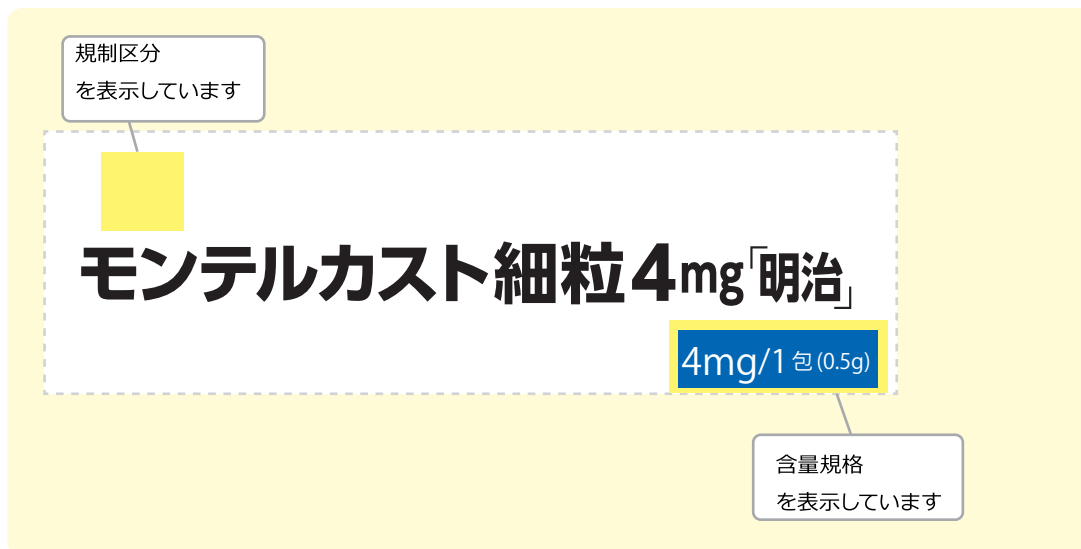 規制区分
を表示しています
モンテルカスト細粒4mg「明治」
4mg/1包(0.5g)
含量規格
を表示しています